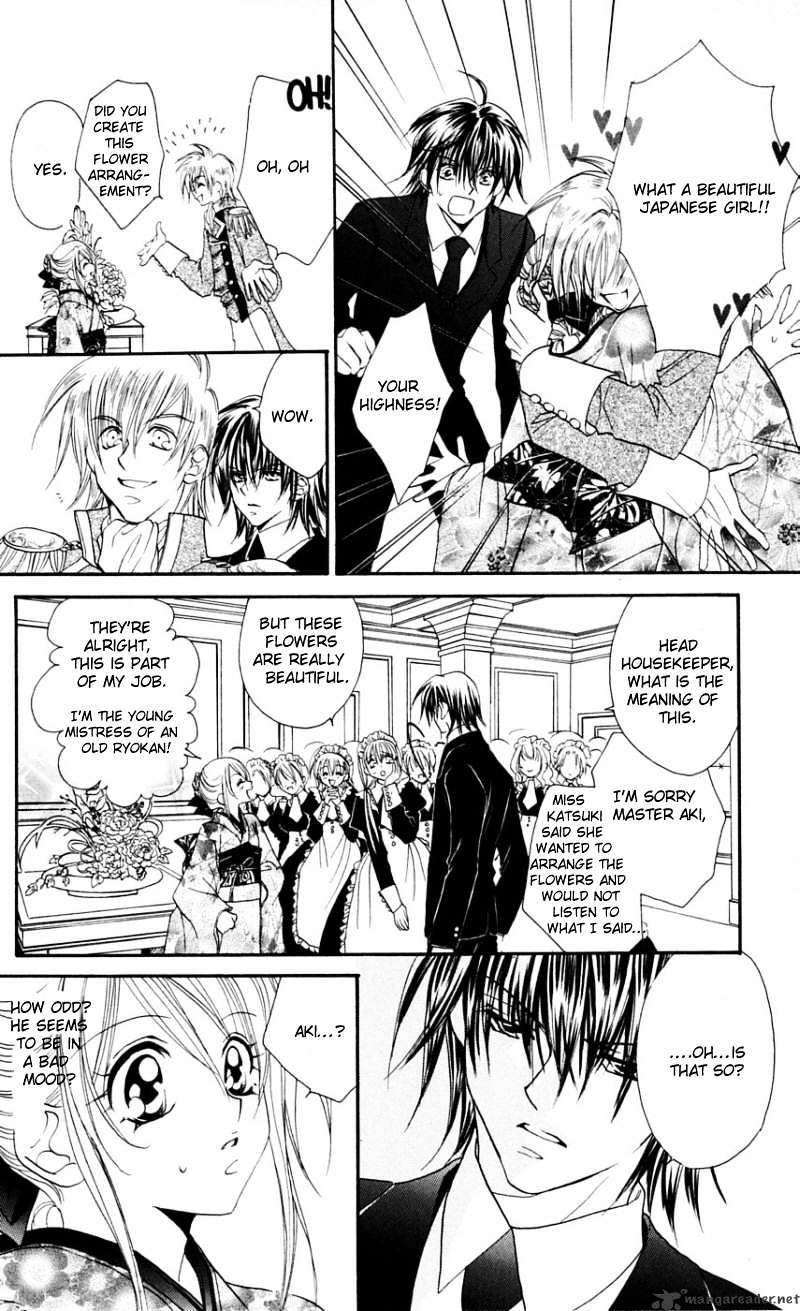 WHAT A BEAUTIFUL
JAPANESE GIRL!!
YOUR
HIGHNESS!
OH!
OH, OH
DID YOU
CREATE
THIS
FLOWER
ARRANG-
EMENT?
YES.
WOW.
HEAD
HOUSEKEEPER,
WHAT IS THE
MEANING OF
THIS.
I'M SORRY
MASTER AKI,
MISS
KATSUKI
SAID SHE
WANTED TO
ARRANGE THE
FLOWERS AND
WOULD NOT
LISTEN TO
WHAT I SAID...
BUT THESE
FLOWERS
ARE REALLY
BEAUTIFUL.
THEY'RE
ALRIGHT,
THIS IS PART
OF MY JOB.
I'M THE YOUNG
MISTRESS OF AN
OLD RYOKAN!
....OH...IS
THAT SO?
AKI...?
HOW ODD?
HE SEEMS
TO BE IN
A BAD
MOOD?
mangareader.net